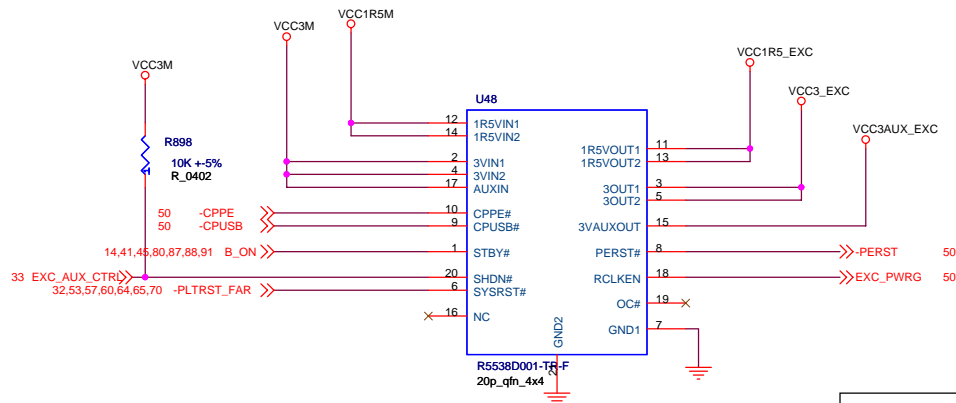 VCC1R5M
VCC3M
VCC3M
VCC1R5_EXC
VCC3_EXC
VCC3AUX_EXC
R898
10K +-5%
R_0402
1
U48
12 1R5VIN1
14 1R5VIN2
2 3VIN1
4 3VIN2
17 AUXIN
50 -CPPE 10 CPPE#
50 -CPUSB 9 CPUSB#
14,41,45,80,87,88,91 B_ON 1 STBY#
33 EXC_AUX_CTRL 20 SHDN#
32,53,57,60,64,65,70 -PLTRST_FAR 6 SYSRST#
16 NC
1R5VOUT1 11
1R5VOUT2 13
3OUT1 3
3OUT2 5
3VAUXOUT 15
PERST# 8 -PERST 50
RCLKEN 18 EXC_PWRG 50
OC# 19
GND1 7
GND2
21
R5538D001-TR-F
20p_qfn_4x4